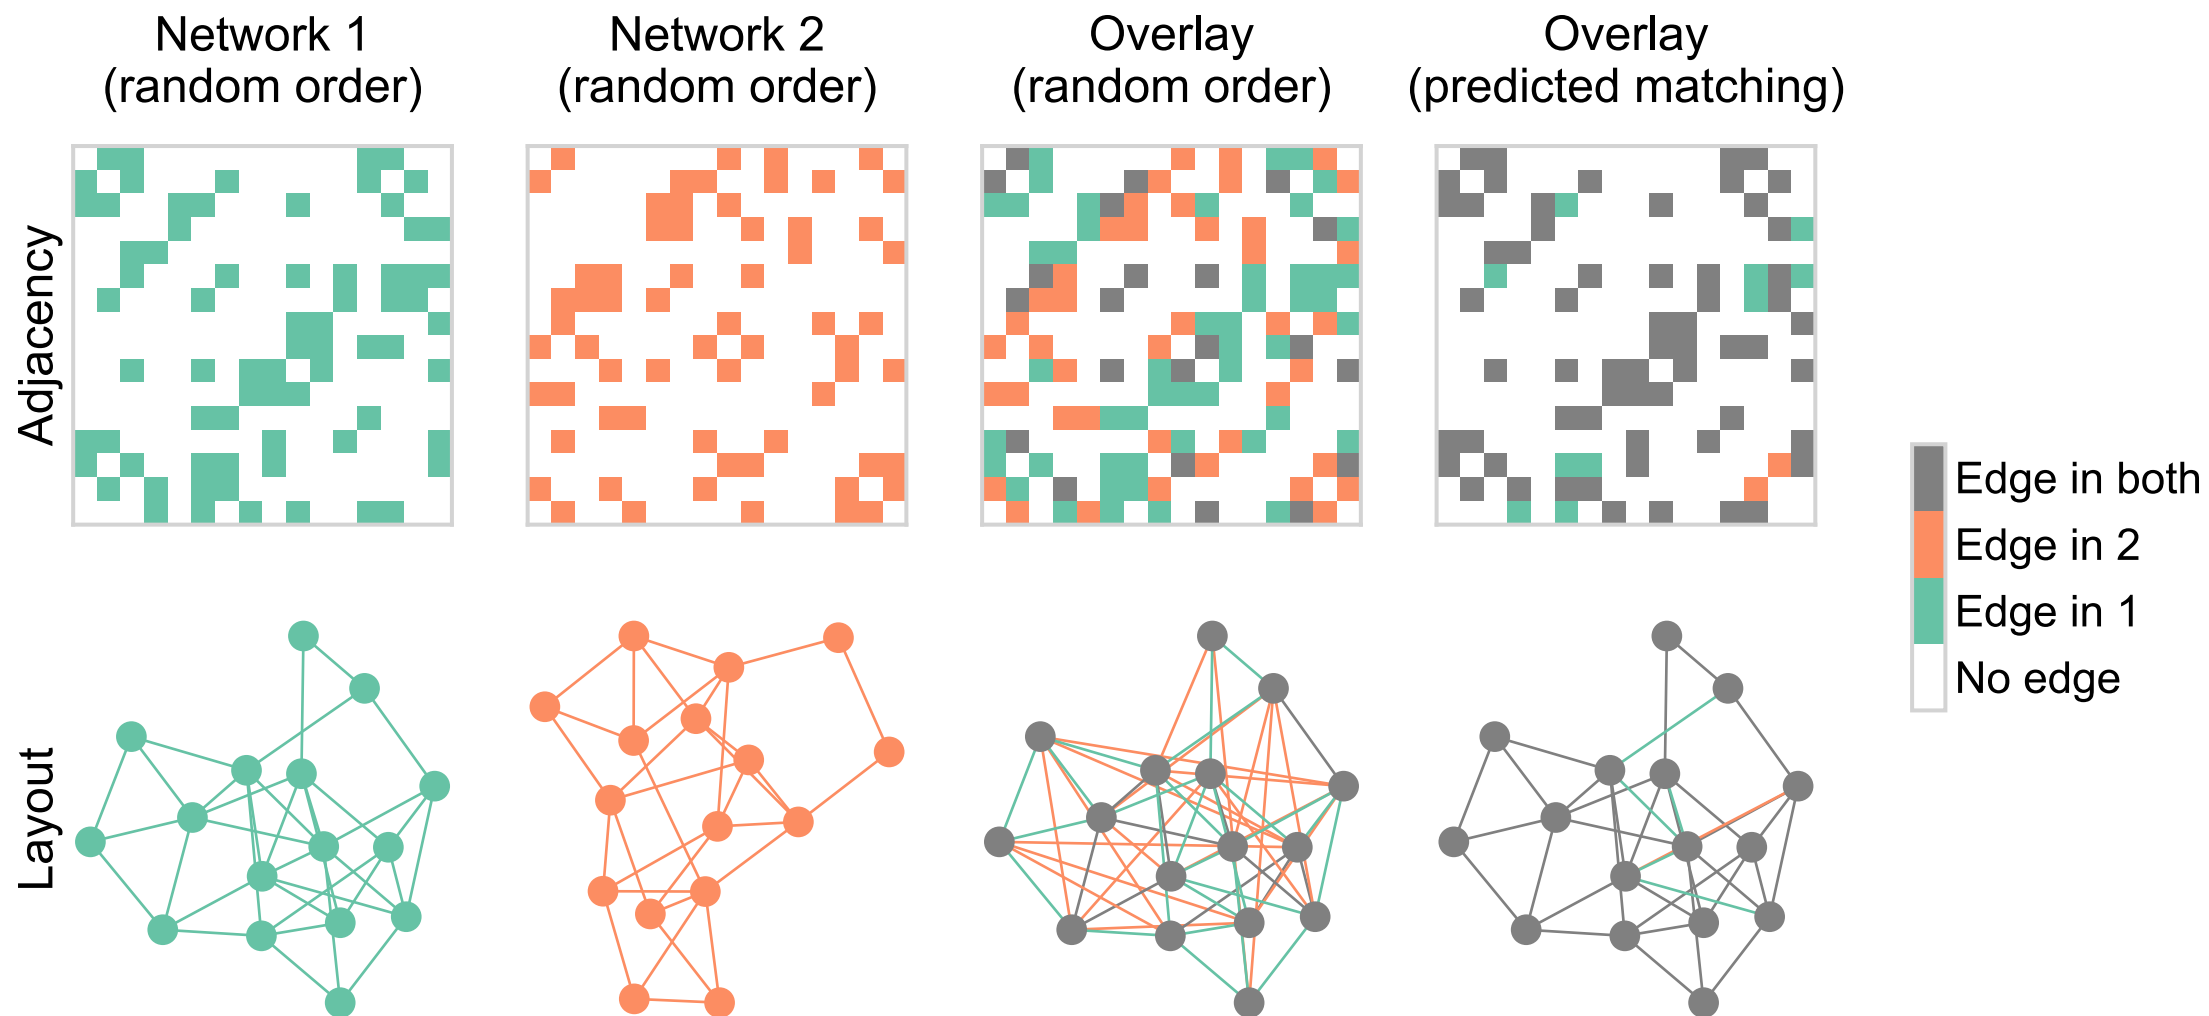 Network 1
(random order)
Network 2
(random order)
Overlay
(random order)
Overlay
(predicted matching)
Adjacency
Layout
Edge in both
Edge in 2
Edge in 1
No edge